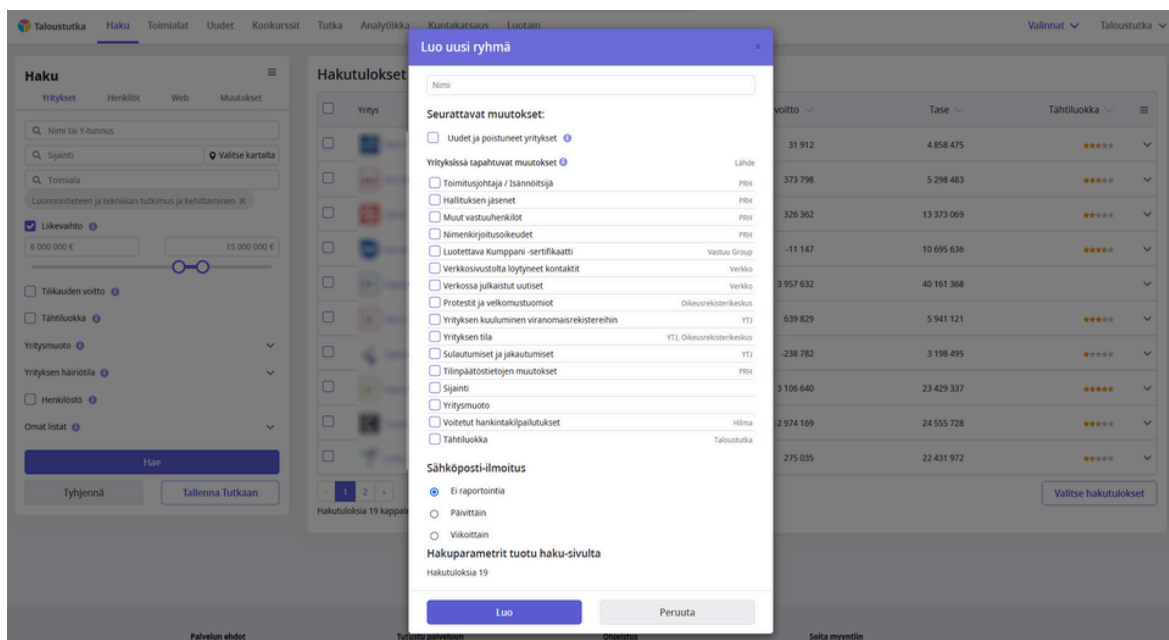 Taloustutka Haku Toimialat Uudet Konkurssit Tutka Analytiikka Kuntakatsaus Luotain Valinnat Taloustutka
Haku
Yritykset Henkilöt Web Muutokset
Nimi tai Y-tunnus
Sijainti Valitse kartalta
Toimiala
Luonnontieteen ja tekniikan tutkimus ja kehittäminen ×
Liikevaihto
6 000 000 € 15 000 000 €
Tilikauden voitto
Tähtiluokka
Yritysmuoto
Yrityksen häiriötila
Henkilöstö
Omat listat
Hae
Tyhjennä Tallenna Tutkaan
Hakutulokset
Yritys voitto Tase Tähtiluokka
31 912 4 858 475
373 798 5 298 483
326 362 13 373 069
-11 147 10 695 636
3 957 632 40 161 368
639 829 5 941 121
-238 782 3 198 495
3 106 640 23 429 337
-2 974 169 24 555 728
275 035 22 431 972
‹ 1 2 ›
Hakutuloksia 19 kappale
Valitse hakutulokset
Luo uusi ryhmä ×
Nimi
Seurattavat muutokset:
Uudet ja poistuneet yritykset
Yrityksissä tapahtuvat muutokset Lähde
Toimitusjohtaja / Isännöitsijä PRH
Hallituksen jäsenet PRH
Muut vastuuhenkilöt PRH
Nimenkirjoitusoikeudet PRH
Luotettava Kumppani -sertifikaatti Vastuu Group
Verkkosivustolta löytyneet kontaktit Verkko
Verkossa julkaistut uutiset Verkko
Protestit ja velkomustuomiot Oikeusrekisterikeskus
Yrityksen kuuluminen viranomaisrekistereihin YTJ
Yrityksen tila YTJ, Oikeusrekisterikeskus
Sulautumiset ja jakautumiset YTJ
Tilinpäätöstietojen muutokset PRH
Sijainti
Yritysmuoto
Voitetut hankintakilpailutukset Hilma
Tähtiluokka Taloustutka
Sähköposti-ilmoitus
Ei raportointia
Päivittäin
Viikoittain
Hakuparametrit tuotu haku-sivulta
Hakutuloksia 19
Luo Peruuta
Palvelun ehdot Tutustu palveluun Ohjeistus Soita myyntiin